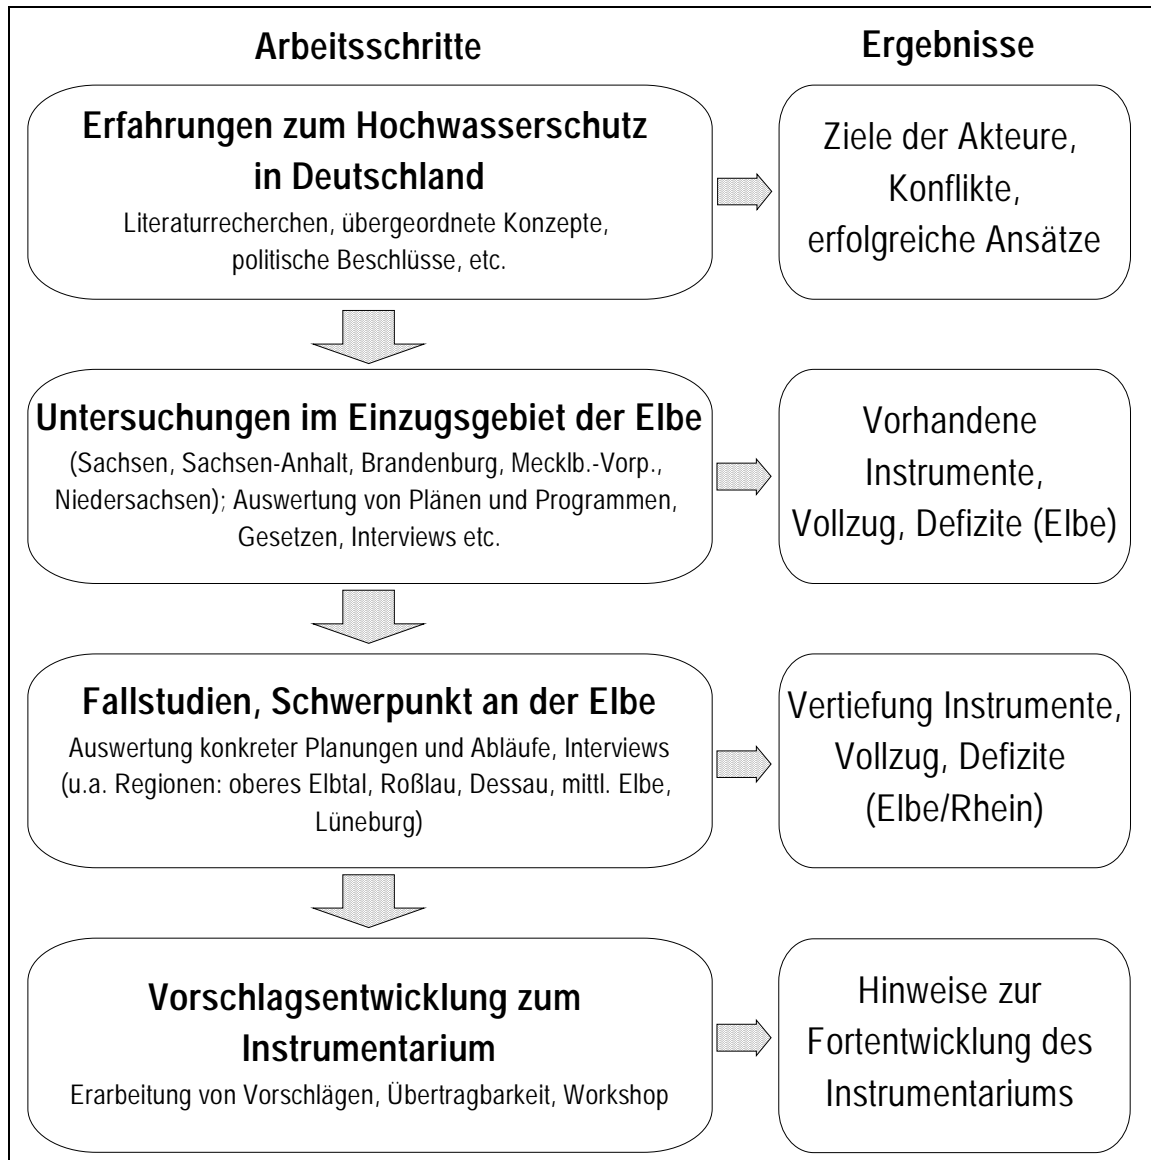 Arbeitsschritte
Ergebnisse
Erfahrungen zum Hochwasserschutz
in Deutschland
Literaturrecherchen, übergeordnete Konzepte,
politische Beschlüsse, etc.
Ziele der Akteure,
Konflikte,
erfolgreiche Ansätze
Untersuchungen im Einzugsgebiet der Elbe
(Sachsen, Sachsen-Anhalt, Brandenburg, Mecklb.-Vorp.,
Niedersachsen); Auswertung von Plänen und Programmen,
Gesetzen, Interviews etc.
Vorhandene
Instrumente,
Vollzug, Defizite (Elbe)
Fallstudien, Schwerpunkt an der Elbe
Auswertung konkreter Planungen und Abläufe, Interviews
(u.a. Regionen: oberes Elbtal, Roßlau, Dessau, mittl. Elbe,
Lüneburg)
Vertiefung Instrumente,
Vollzug, Defizite
(Elbe/Rhein)
Vorschlagsentwicklung zum
Instrumentarium
Erarbeitung von Vorschlägen, Übertragbarkeit, Workshop
Hinweise zur
Fortentwicklung des
Instrumentariums